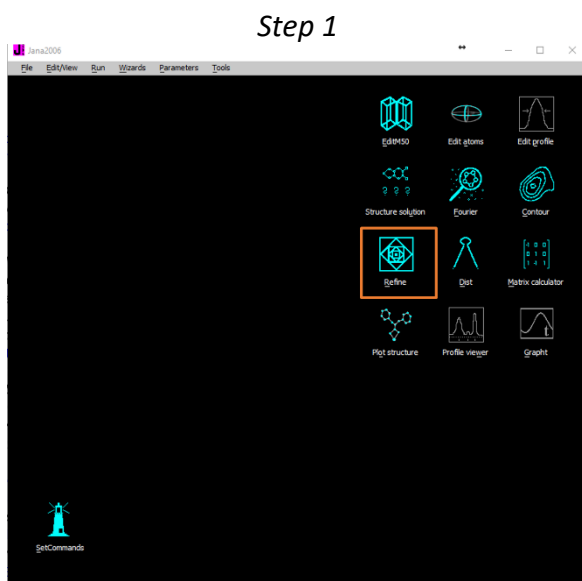 Step 1
Jana2006
File Edit/View Run Wizards Parameters Tools
EditM50 Edit atoms Edit profile
Structure solution Fourier Contour
Refine Dist Matrix calculator
Plot structure Profile viewer Grapht
SetCommands